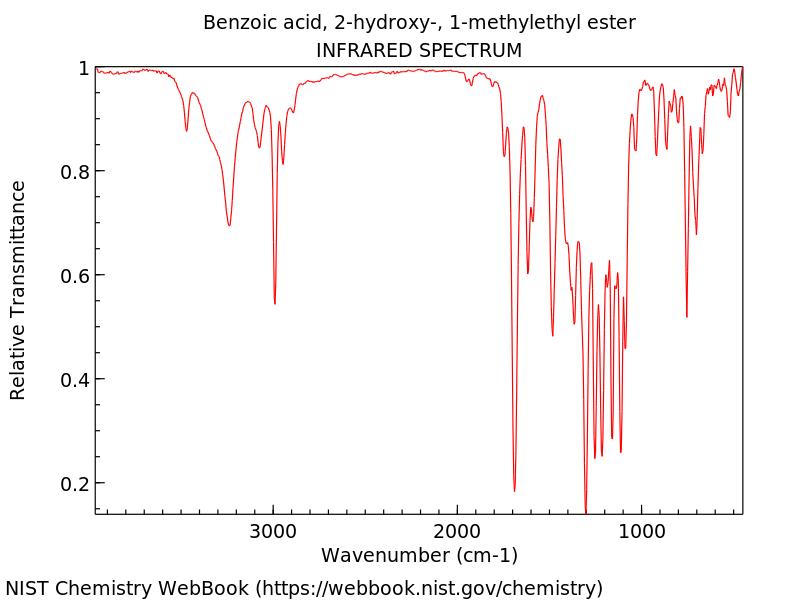 Benzoic acid, 2-hydroxy-, 1-methylethyl ester
INFRARED SPECTRUM
1
0.8
0.6
0.4
0.2
Relative Transmittance
3000 2000 1000
Wavenumber (cm-1)
NIST Chemistry WebBook (https://webbook.nist.gov/chemistry)